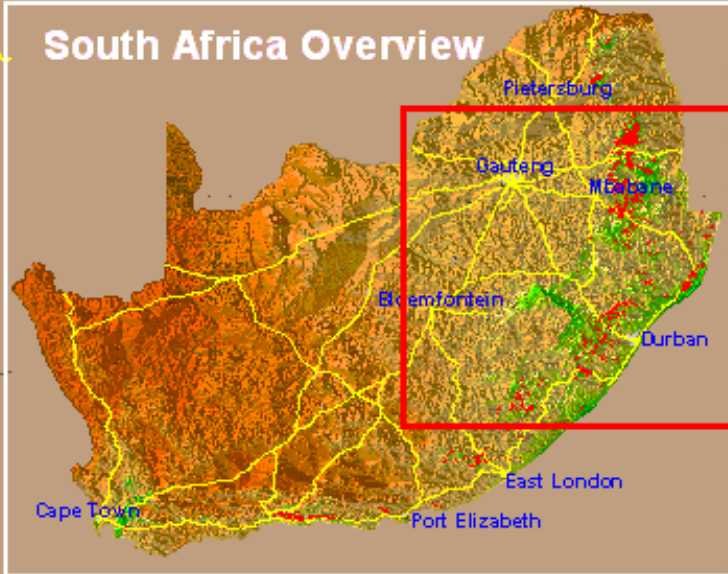 South Africa Overview
Pietersburg
Gauteng
Mbabane
Bloemfontein
Durban
East London
Cape Town
Port Elizabeth